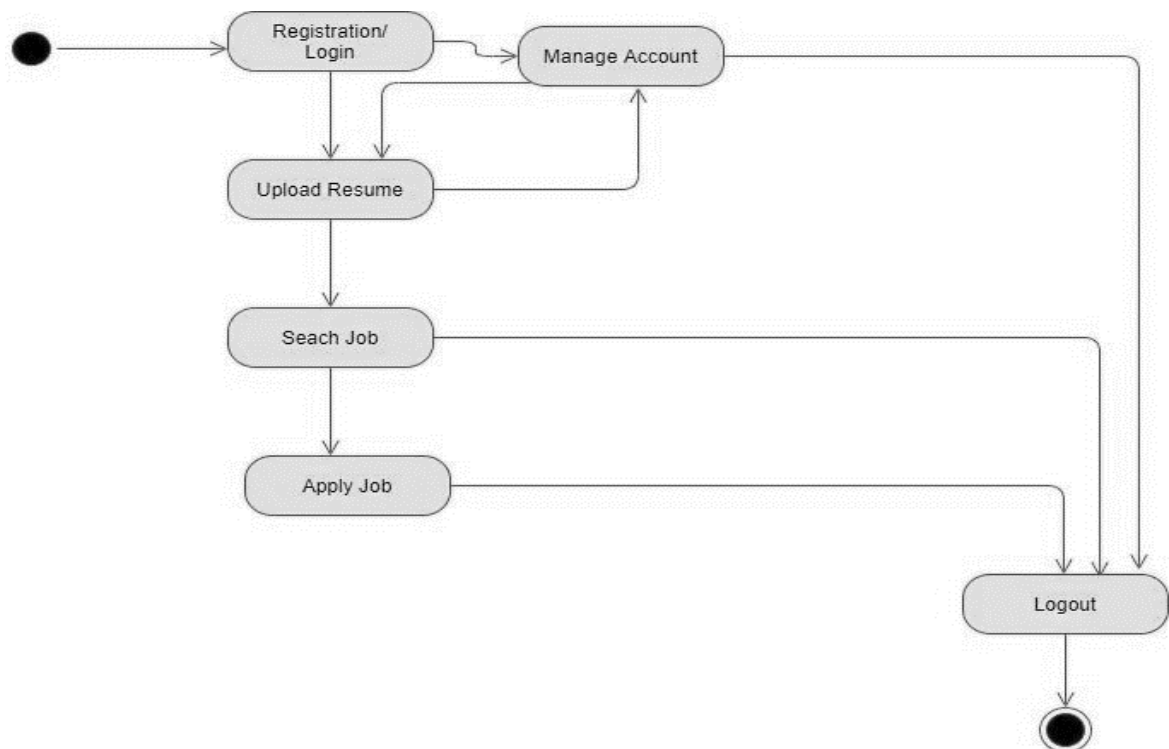 Registration/
Login
Manage Account
Upload Resume
Seach Job
Apply Job
Logout